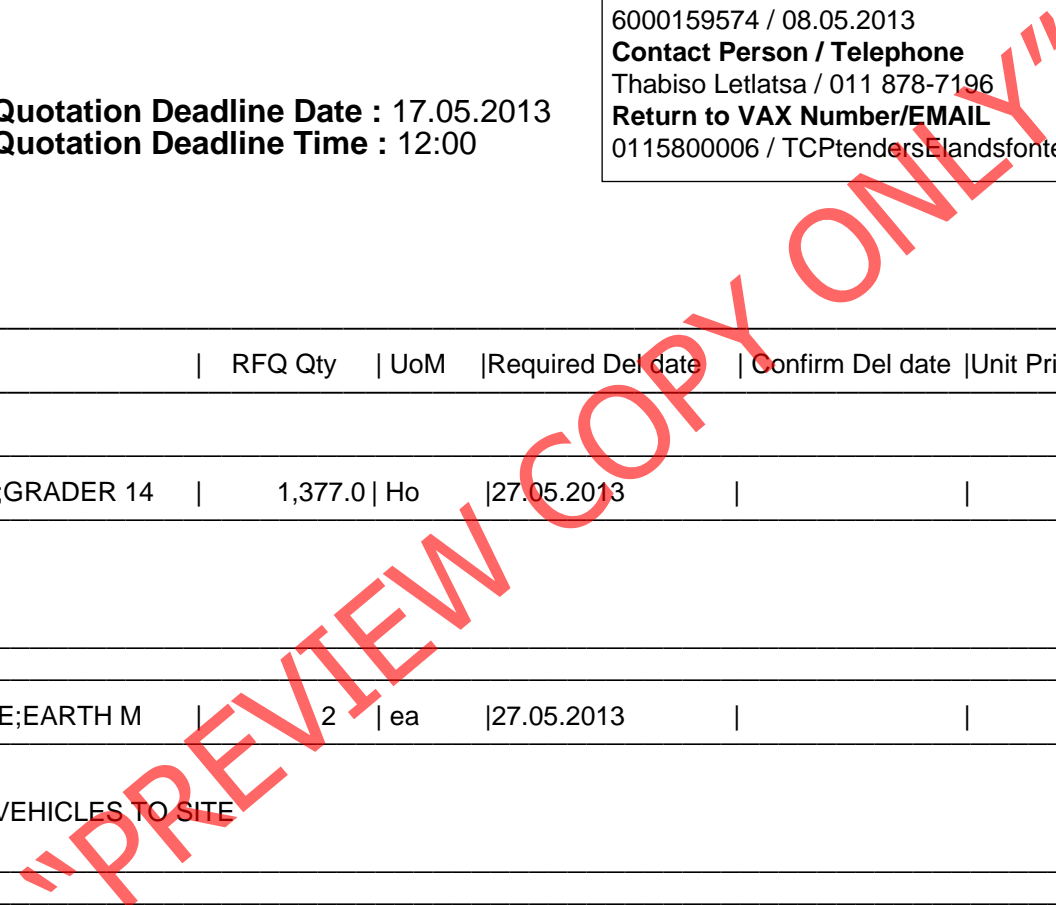 6000159574 / 08.05.2013
Contact Person / Telephone
Thabiso Letlatsa / 011 878-7196
Return to VAX Number/EMAIL
0115800006 / TCPtendersElandsfonte
Quotation Deadline Date : 17.05.2013
Quotation Deadline Time : 12:00
| RFQ Qty | UoM |Required Del date | Confirm Del date |Unit Pri
;GRADER 14 | 1,377.0 | Ho |27.05.2013 | |
E;EARTH M | 2 | ea |27.05.2013 | |
VEHICLES TO SITE
"PREVIEW COPY ONLY"